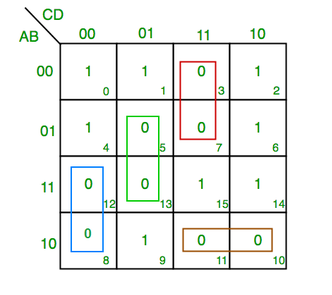 CD
AB 00 01 11 10
00 1 1 0 1
0 1 3 2
01 1 0 0 1
4 5 7 6
11 0 0 1 1
12 13 15 14
10 0 1 0 0
8 9 11 10